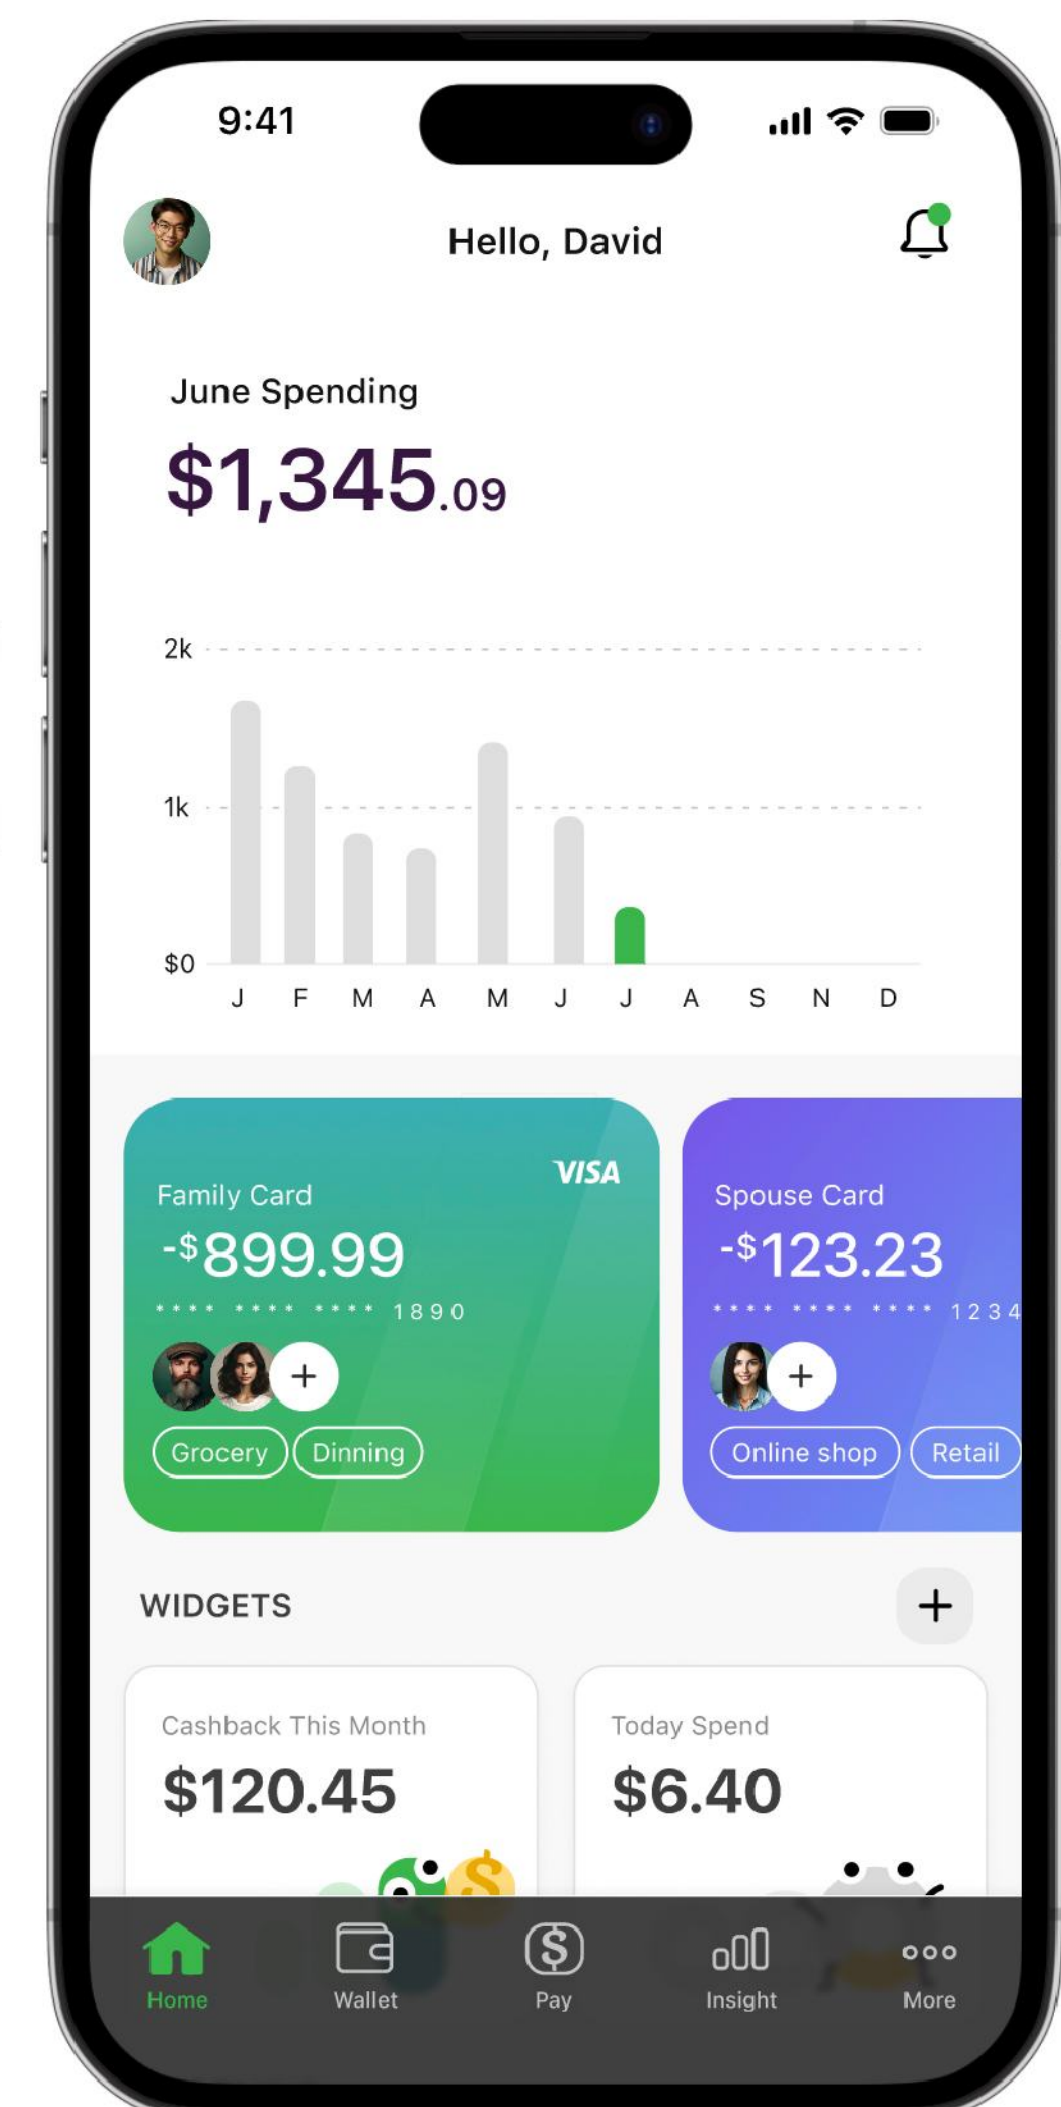 9:41
Hello, David
June Spending
$1,345.09
2k
1k
$0
J F M A M J J A S N D
Family Card
VISA
-$899.99
**** **** **** 1890
+
Grocery Dinning
Spouse Card
-$123.23
**** **** **** 1234
+
Online shop Retail
WIDGETS
+
Cashback This Month
$120.45
$
Today Spend
$6.40
Home
Wallet
$
Pay
Insight
More